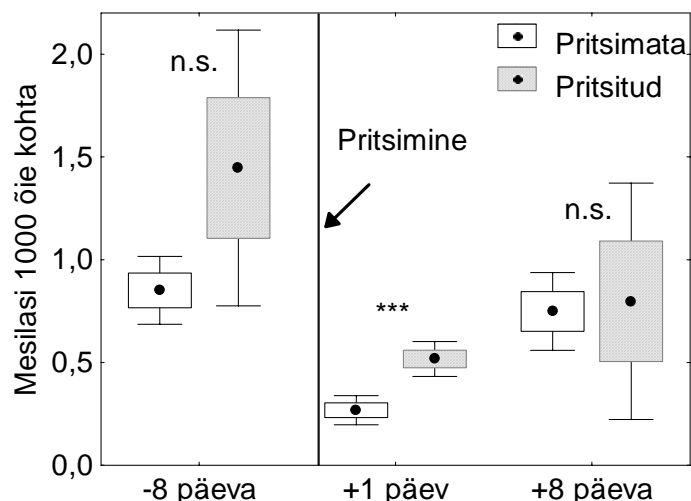 Mesilasi 1000 õie kohta
2,0
1,5
1,0
0,5
0,0
n.s.
Pritsimata
Pritsitud
Pritsimine
n.s.
***
-8 päeva
+1 päev
+8 päeva